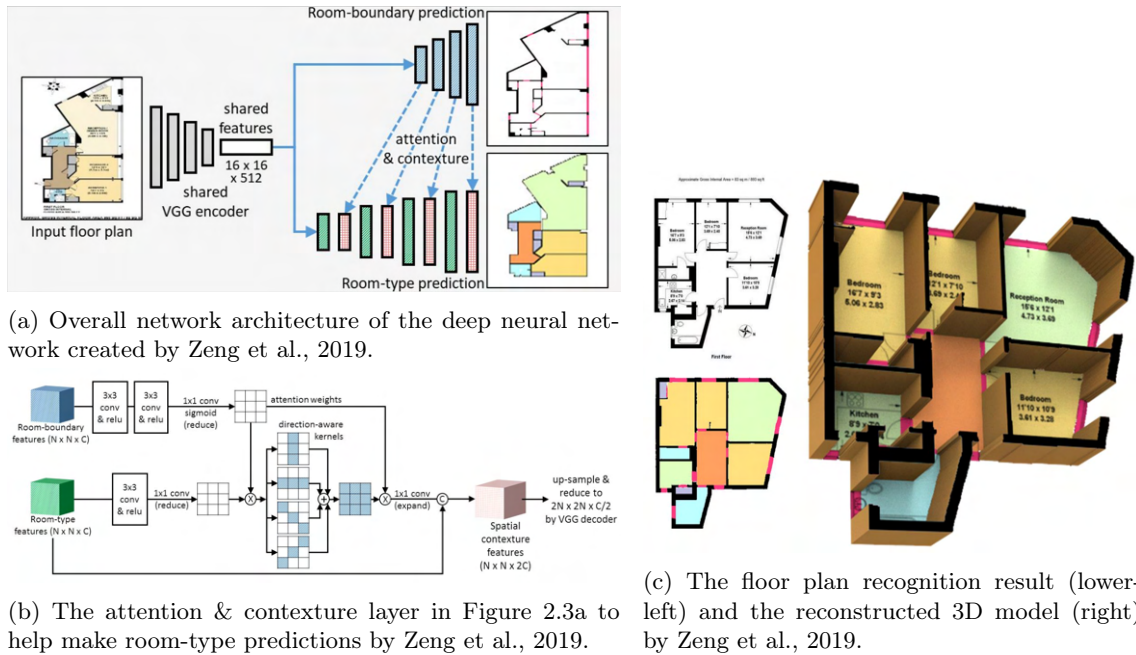 Room-boundary prediction
shared
features
16 x 16
x 512
attention
& contexture
shared
VGG encoder
Input floor plan
Room-type prediction
(a) Overall network architecture of the deep neural net-
work created by Zeng et al., 2019.
3x3
conv
& relu
3x3
conv
& relu
1x1 conv
sigmoid
(reduce)
attention weights
Room-boundary
features (N x N x C)
direction-aware
kernels
3x3
conv
& relu
1x1 conv
(reduce)
X
+
X
1x1 conv
(expand)
C
up-sample &
reduce to
2N x 2N x C/2
by VGG decoder
Room-type
features (N x N x C)
Spatial
contexture
features
(N x N x 2C)
(b) The attention & contexture layer in Figure 2.3a to
help make room-type predictions by Zeng et al., 2019.
Bedroom
Bedroom
Reception Room
Bedroom
Kitchen
First Floor
Bedroom
16'7 x 9'3
5.06 x 2.83
Bedroom
Reception Room
15'6 x 12'1
4.73 x 3.69
Bedroom
11'10 x 10'9
3.61 x 3.28
Kitchen
(c) The floor plan recognition result (lower-
left) and the reconstructed 3D model (right)
by Zeng et al., 2019.